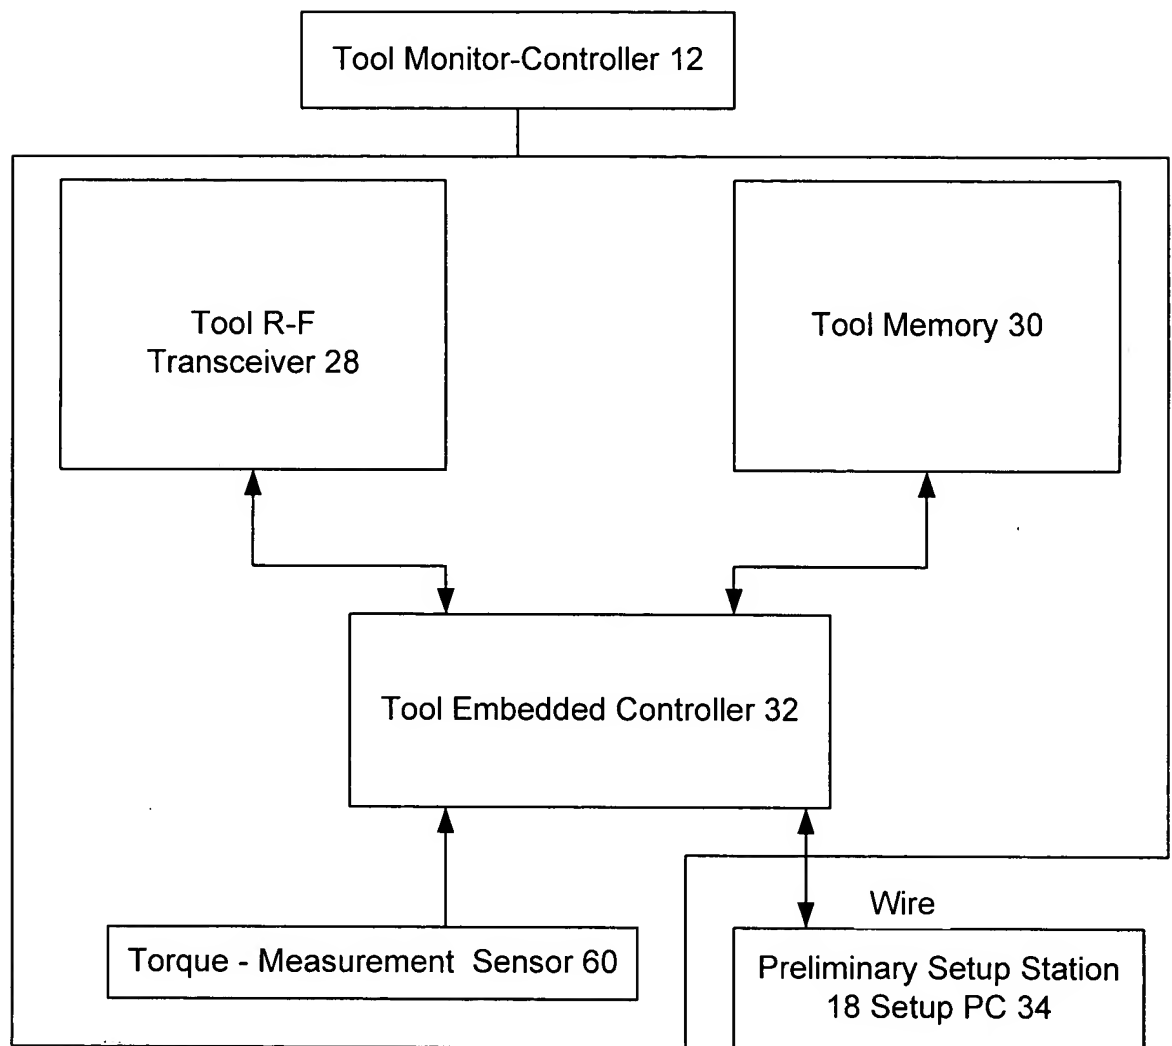 Tool Monitor-Controller 12
Tool R-F
Transceiver 28
Tool Memory 30
Tool Embedded Controller 32
Wire
Torque - Measurement Sensor 60
Preliminary Setup Station
18 Setup PC 34